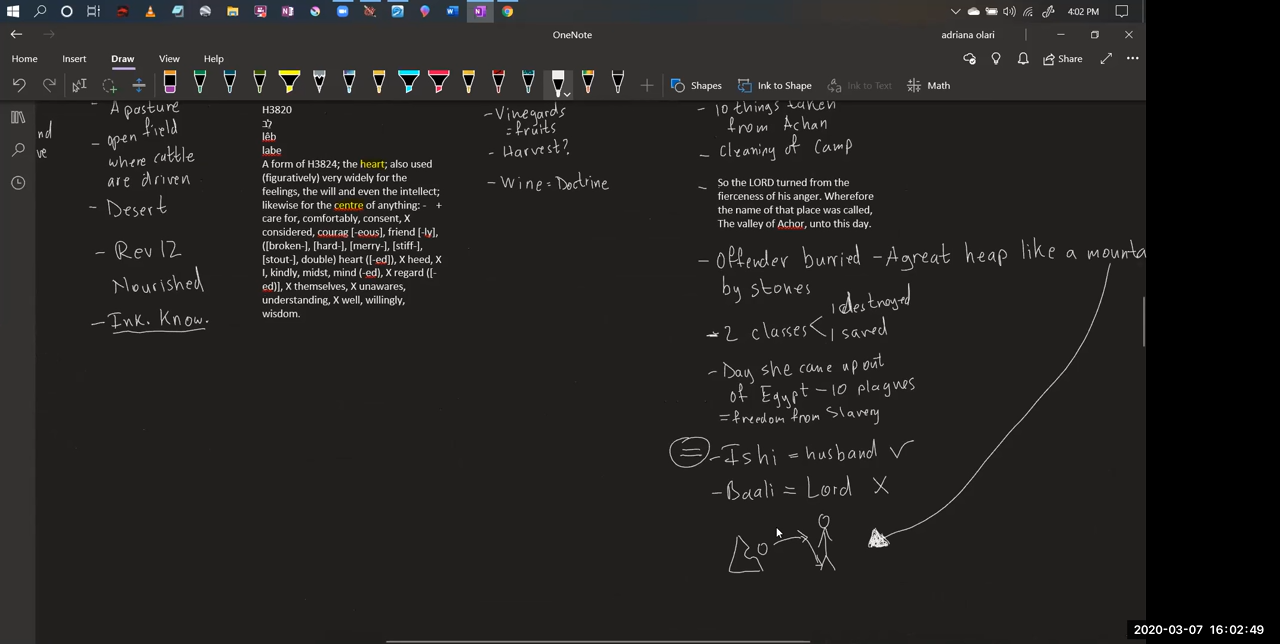 4:02 PM
OneNote
adriana olari
Home
Insert
Draw
View
Help
Share
Shapes
Ink to Shape
Ink to Text
Math
nd
ve
- A pasture
- open field
where cattle
are driven
- Desert
- Rev 12
Nourished
- Ink. Know.
H3820
לב
lêb
labe
A form of H3824; the heart; also used
(figuratively) very widely for the
feelings, the will and even the intellect;
likewise for the centre of anything: - +
care for, comfortably, consent, X
considered, courag [-eous], friend [-ly],
([broken-], [hard-], [merry-], [stiff-],
[stout-], double) heart ([-ed]), X heed, X
I, kindly, midst, mind (-ed), X regard ([-
ed)], X themselves, X unawares,
understanding, X well, willingly,
wisdom.
- Vinegards
= fruits
- Harvest?
- Wine = Doctrine
- 10 things taken
from Achan
- Cleaning of Camp
- So the LORD turned from the
fierceness of his anger. Wherefore
the name of that place was called,
The valley of Achor, unto this day.
- Offender burried - A great heap like a mounta
by stones
- 2 classes < 1 destroyed
1 saved
- Day she came up out
of Egypt - 10 plagues
= freedom from Slavery
= - Ishi = husband √
- Baali = Lord X
2020-03-07 16:02:49